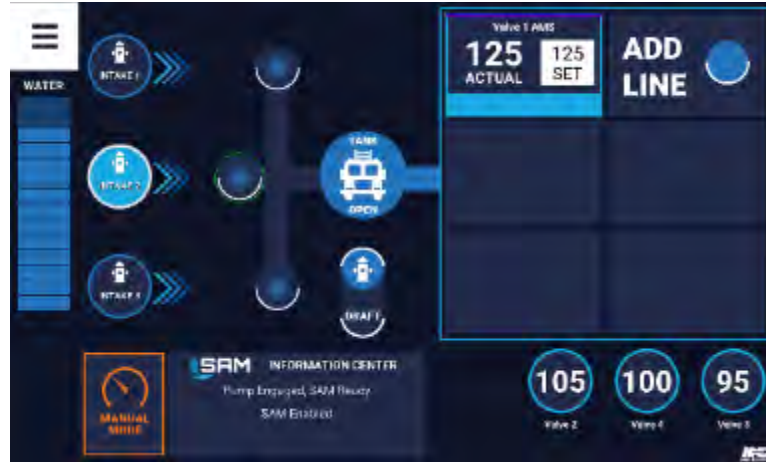 WATER
INTAKE 1
INTAKE 2
INTAKE 3
TANK
OPEN
DRAFT
Valve 1 AMS
125
ACTUAL
125
SET
ADD
LINE
MANUAL
MODE
SAM INFORMATION CENTER
Pump Engaged, SAM Ready
SAM Enabled
105
Valve 2
100
Valve 4
95